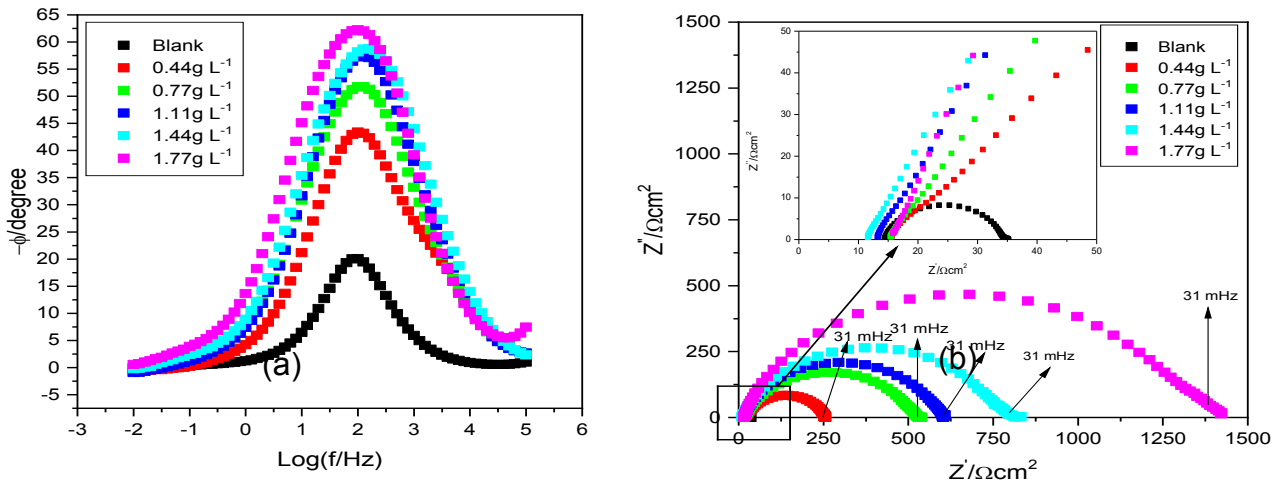 65
60
55
50
45
40
35
30
25
20
15
10
5
0
-5
−ϕ/degree
Blank
0.44g L-1
0.77g L-1
1.11g L-1
1.44g L-1
1.77g L-1
(a)
-3 -2 -1 0 1 2 3 4 5 6
Log(f/Hz)
1500
1250
1000
750
500
250
0
Z''/Ωcm2
50
40
30
20
10
0
Z''/Ωcm2
0 10 20 30 40 50
Z'/Ωcm2
Blank
0.44g L-1
0.77g L-1
1.11g L-1
1.44g L-1
1.77g L-1
31 mHz
31 mHz
31 mHz
31 mHz
31 mHz
(b)
0 250 500 750 1000 1250 1500
Z'/Ωcm2